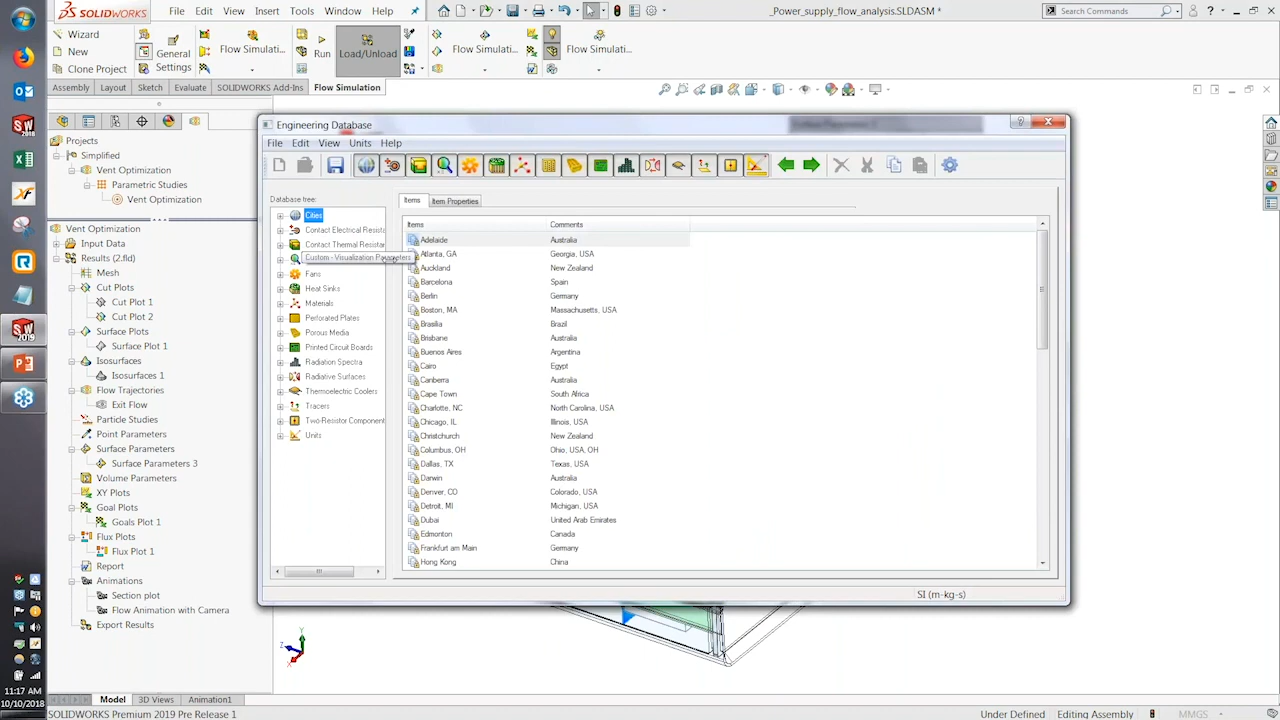 SOLIDWORKS File Edit View Insert Tools Window Help
ower_supply_flow_analysis.SLDASM *
Search Commands
Wizard
New
Clone Project
General Settings
Flow Simulati...
Run
Load/Unload
Flow Simulati...
Flow Simulati...
Assembly Layout Sketch Evaluate SOLIDWORKS Add-Ins Flow Simulation
Projects
Simplified
Vent Optimization
Parametric Studies
Vent Optimization
Vent Optimization
Input Data
Results (2.fld)
Mesh
Cut Plots
Cut Plot 1
Cut Plot 2
Surface Plots
Surface Plot 1
Isosurfaces
Isosurfaces 1
Flow Trajectories
Exit Flow
Particle Studies
Point Parameters
Surface Parameters
Surface Parameters 3
Volume Parameters
XY Plots
Goal Plots
Goals Plot 1
Flux Plots
Flux Plot 1
Report
Animations
Section plot
Flow Animation with Camera
Export Results
Engineering Database
File Edit View Units Help
Database tree:
Cities
Contact Electrical Resista
Contact Thermal Resistar
Custom - Visualization Parameters
Fans
Heat Sinks
Materials
Perforated Plates
Porous Media
Printed Circuit Boards
Radiation Spectra
Radiative Surfaces
Thermoelectric Coolers
Tracers
Two-Resistor Component
Units
Items Item Properties
Items Comments
Adelaide Australia
Atlanta, GA Georgia, USA
Auckland New Zealand
Barcelona Spain
Berlin Germany
Boston, MA Massachusetts, USA
Brasilia Brazil
Brisbane Australia
Buenos Aires Argentina
Cairo Egypt
Canberra Australia
Cape Town South Africa
Charlotte, NC North Carolina, USA
Chicago, IL Illinois, USA
Christchurch New Zealand
Columbus, OH Ohio, USA, OH
Dallas, TX Texas, USA
Darwin Australia
Denver, CO Colorado, USA
Detroit, MI Michigan, USA
Dubai United Arab Emirates
Edmonton Canada
Frankfurt am Main Germany
Hong Kong China
SI (m-kg-s)
Y
Z
X
11:17 AM
10/10/2018
Model 3D Views Animation1
SOLIDWORKS Premium 2019 Pre Release 1
Under Defined Editing Assembly MMGS